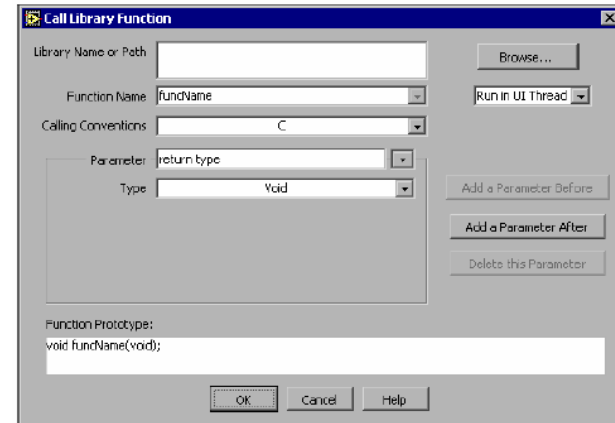 Call Library Function
Library Name or Path
Browse...
Function Name
funcName
Run in UI Thread
Calling Conventions
C
Parameter
return type
Type
Void
Add a Parameter Before
Add a Parameter After
Delete this Parameter
Function Prototype:
void funcName(void);
OK
Cancel
Help